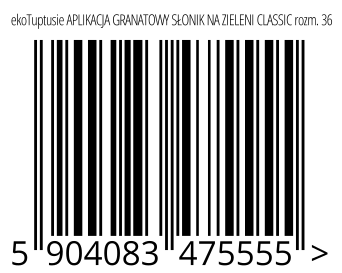 ekoTuptusie APLIKACJA GRANATOWY SŁONIK NA ZIELENI CLASSIC rozm. 36
5 904083 475555 >